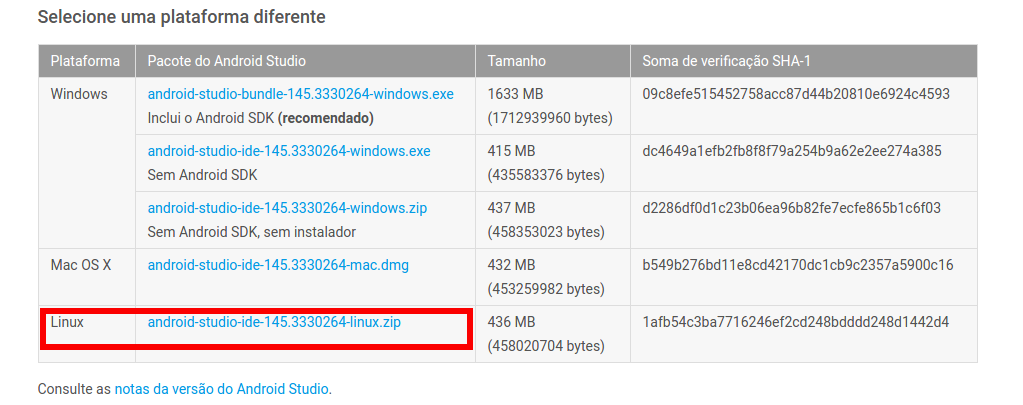 Selecione uma plataforma diferente
Plataforma Pacote do Android Studio Tamanho Soma de verificação SHA-1
Windows android-studio-bundle-145.3330264-windows.exe 1633 MB 09c8efe515452758acc87d44b20810e6924c4593
Inclui o Android SDK (recomendado) (1712939960 bytes)
android-studio-ide-145.3330264-windows.exe 415 MB dc4649a1efb2fb8f8f79a254b9a62e2ee274a385
Sem Android SDK (435583376 bytes)
android-studio-ide-145.3330264-windows.zip 437 MB d2286df0d1c23b06ea96b82fe7ecfe865b1c6f03
Sem Android SDK, sem instalador (458353023 bytes)
Mac OS X android-studio-ide-145.3330264-mac.dmg 432 MB b549b276bd11e8cd42170dc1cb9c2357a5900c16
(453259982 bytes)
Linux android-studio-ide-145.3330264-linux.zip 436 MB 1afb54c3ba7716246ef2cd248bdddd248d1442d4
(458020704 bytes)
Consulte as notas da versão do Android Studio.